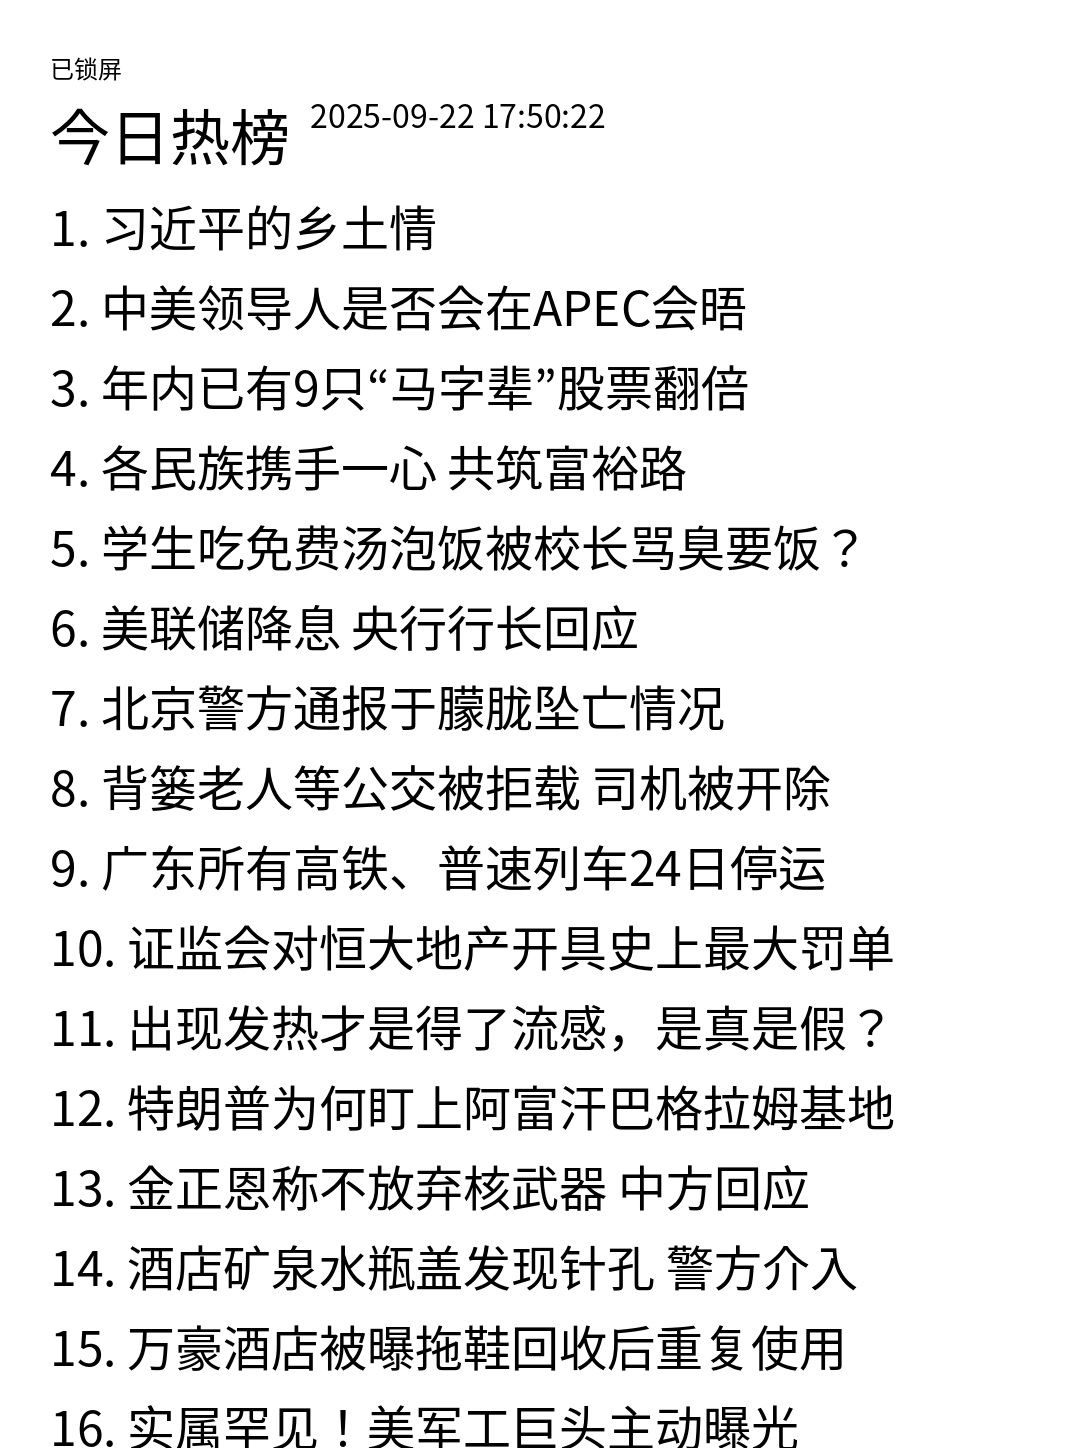 已锁屏
今日热榜 2025-09-22 17:50:22
1. 习近平的乡土情
2. 中美领导人是否会在APEC会晤
3. 年内已有9只“马字辈”股票翻倍
4. 各民族携手一心 共筑富裕路
5. 学生吃免费汤泡饭被校长骂臭要饭？
6. 美联储降息 央行行长回应
7. 北京警方通报于朦胧坠亡情况
8. 背篓老人等公交被拒载 司机被开除
9. 广东所有高铁、普速列车24日停运
10. 证监会对恒大地产开具史上最大罚单
11. 出现发热才是得了流感，是真是假？
12. 特朗普为何盯上阿富汗巴格拉姆基地
13. 金正恩称不放弃核武器 中方回应
14. 酒店矿泉水瓶盖发现针孔 警方介入
15. 万豪酒店被曝拖鞋回收后重复使用
16. 实属罕见！美军工巨头主动曝光